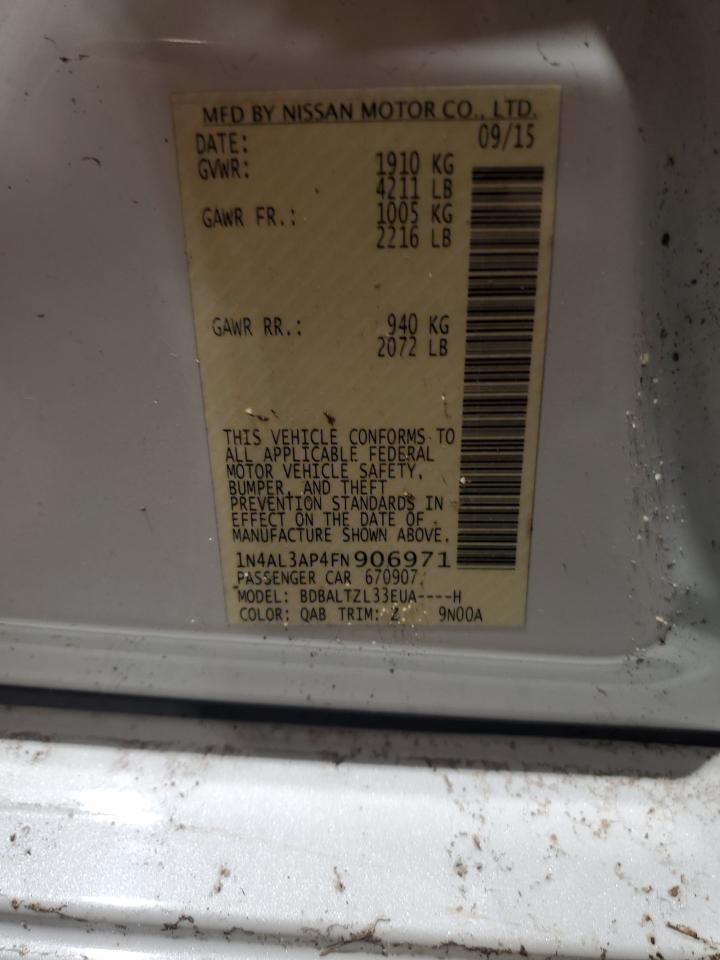 MFD BY NISSAN MOTOR CO., LTD.
DATE: 09/15
GVWR: 1910 KG
4211 LB
GAWR FR.: 1005 KG
2216 LB
GAWR RR.: 940 KG
2072 LB
THIS VEHICLE CONFORMS TO
ALL APPLICABLE FEDERAL
MOTOR VEHICLE SAFETY,
BUMPER, AND THEFT
PREVENTION STANDARDS IN
EFFECT ON THE DATE OF
MANUFACTURE SHOWN ABOVE.
1N4AL3AP4FN906971
PASSENGER CAR 670907
MODEL: BDBALTZL33EUA----H
COLOR: QAB TRIM: Z 9N00A